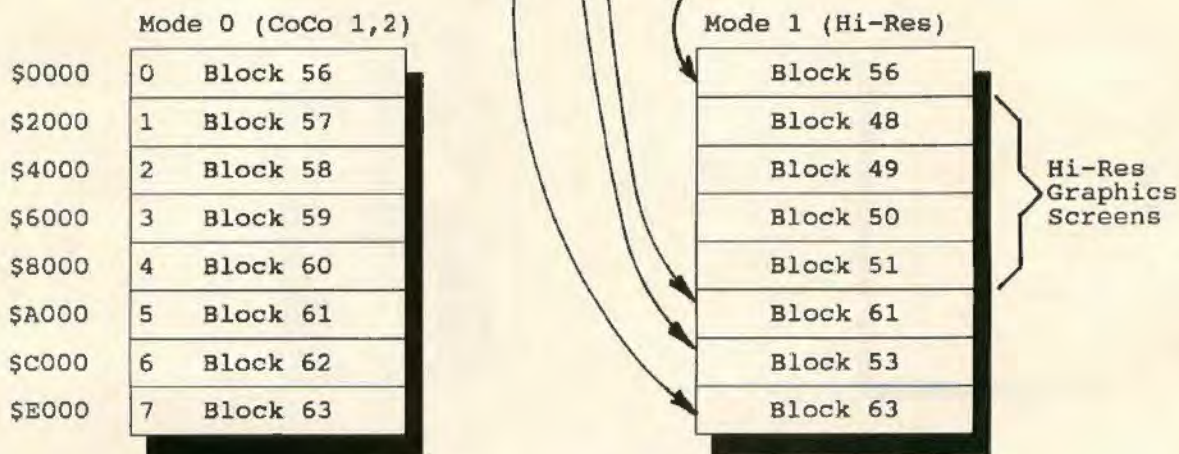 Mode 0 (CoCo 1,2)
$0000 0 Block 56
$2000 1 Block 57
$4000 2 Block 58
$6000 3 Block 59
$8000 4 Block 60
$A000 5 Block 61
$C000 6 Block 62
$E000 7 Block 63
Mode 1 (Hi-Res)
Block 56
Block 48
Block 49
Block 50
Block 51
Block 61
Block 53
Block 63
Hi-Res
Graphics
Screens